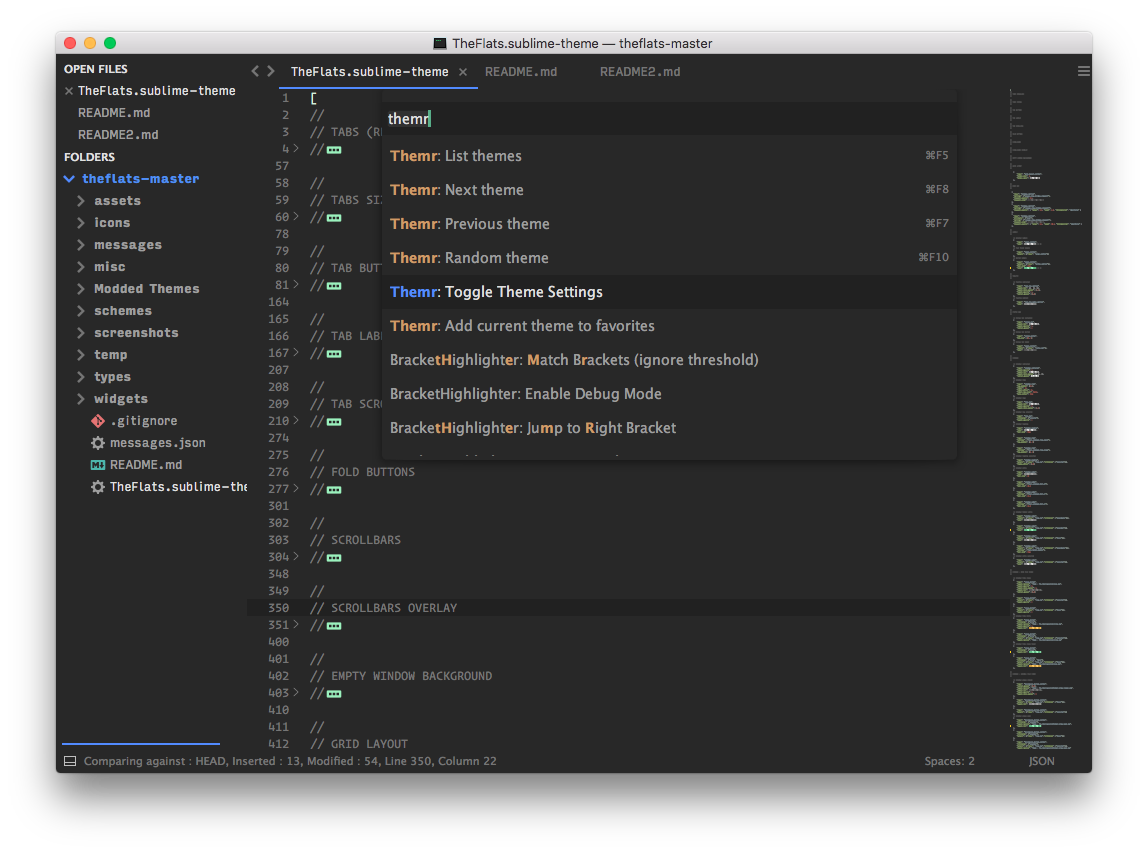 TheFlats.sublime-theme — theflats-master
OPEN FILES
TheFlats.sublime-theme
README.md
README2.md
FOLDERS
theflats-master
assets
icons
messages
misc
Modded Themes
schemes
screenshots
temp
types
widgets
.gitignore
messages.json
README.md
TheFlats.sublime-the
TheFlats.sublime-theme README.md README2.md
themr
Themr: List themes ⌘F5
Themr: Next theme ⌘F8
Themr: Previous theme ⌘F7
Themr: Random theme ⌘F10
Themr: Toggle Theme Settings
Themr: Add current theme to favorites
BracketHighlighter: Match Brackets (ignore threshold)
BracketHighlighter: Enable Debug Mode
BracketHighlighter: Jump to Right Bracket
1 [
2 //
3 // TABS (R
4 //
57
58 //
59 // TABS SI
60 //
78
79 //
80 // TAB BUT
81 //
164
165 //
166 // TAB LAB
167 //
207
208 //
209 // TAB SCR
210 //
274
275 //
276 // FOLD BUTTONS
277 //
301
302 //
303 // SCROLLBARS
304 //
348
349 //
350 // SCROLLBARS OVERLAY
351 //
400
401 //
402 // EMPTY WINDOW BACKGROUND
403 //
410
411 //
412 // GRID LAYOUT
Comparing against : HEAD, Inserted : 13, Modified : 54, Line 350, Column 22
Spaces: 2 JSON